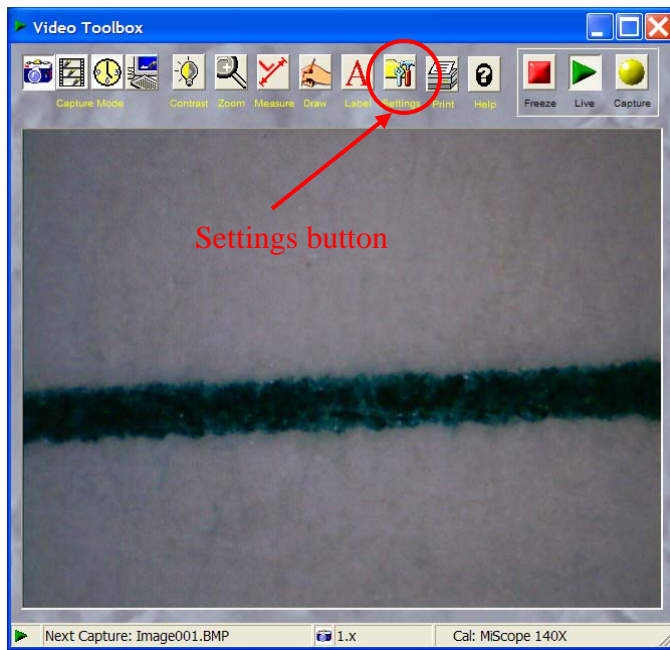 Video Toolbox
Capture Mode
Contrast
Zoom
Measure
Draw
A
Label
Settings
Print
Help
Freeze
Live
Capture
Settings button
Next Capture: Image001.BMP
1.x
Cal: MiScope 140X